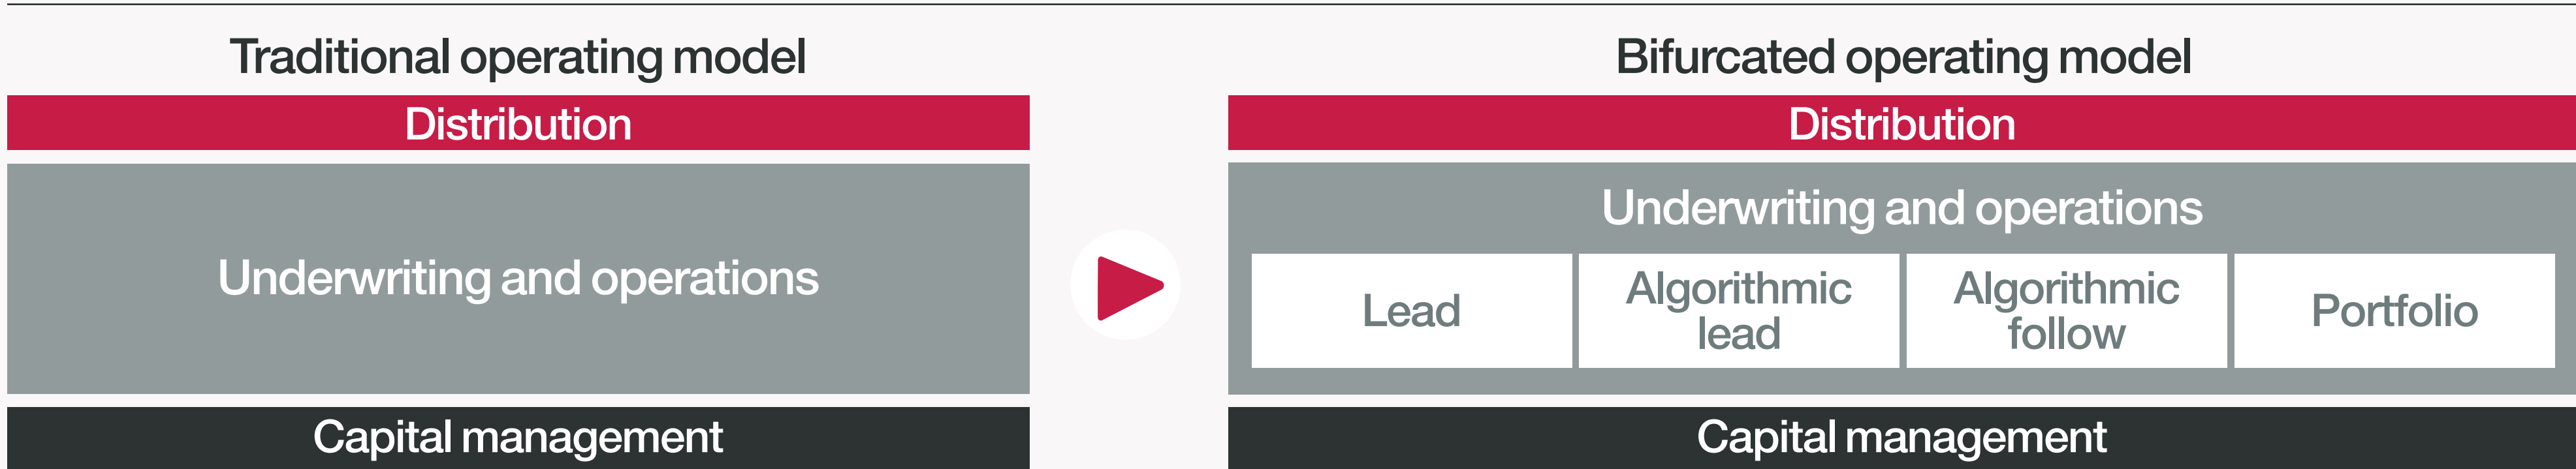 Traditional operating model
Distribution
Underwriting and operations
Capital management
Bifurcated operating model
Distribution
Underwriting and operations
Lead
Algorithmic
lead
Algorithmic
follow
Portfolio
Capital management